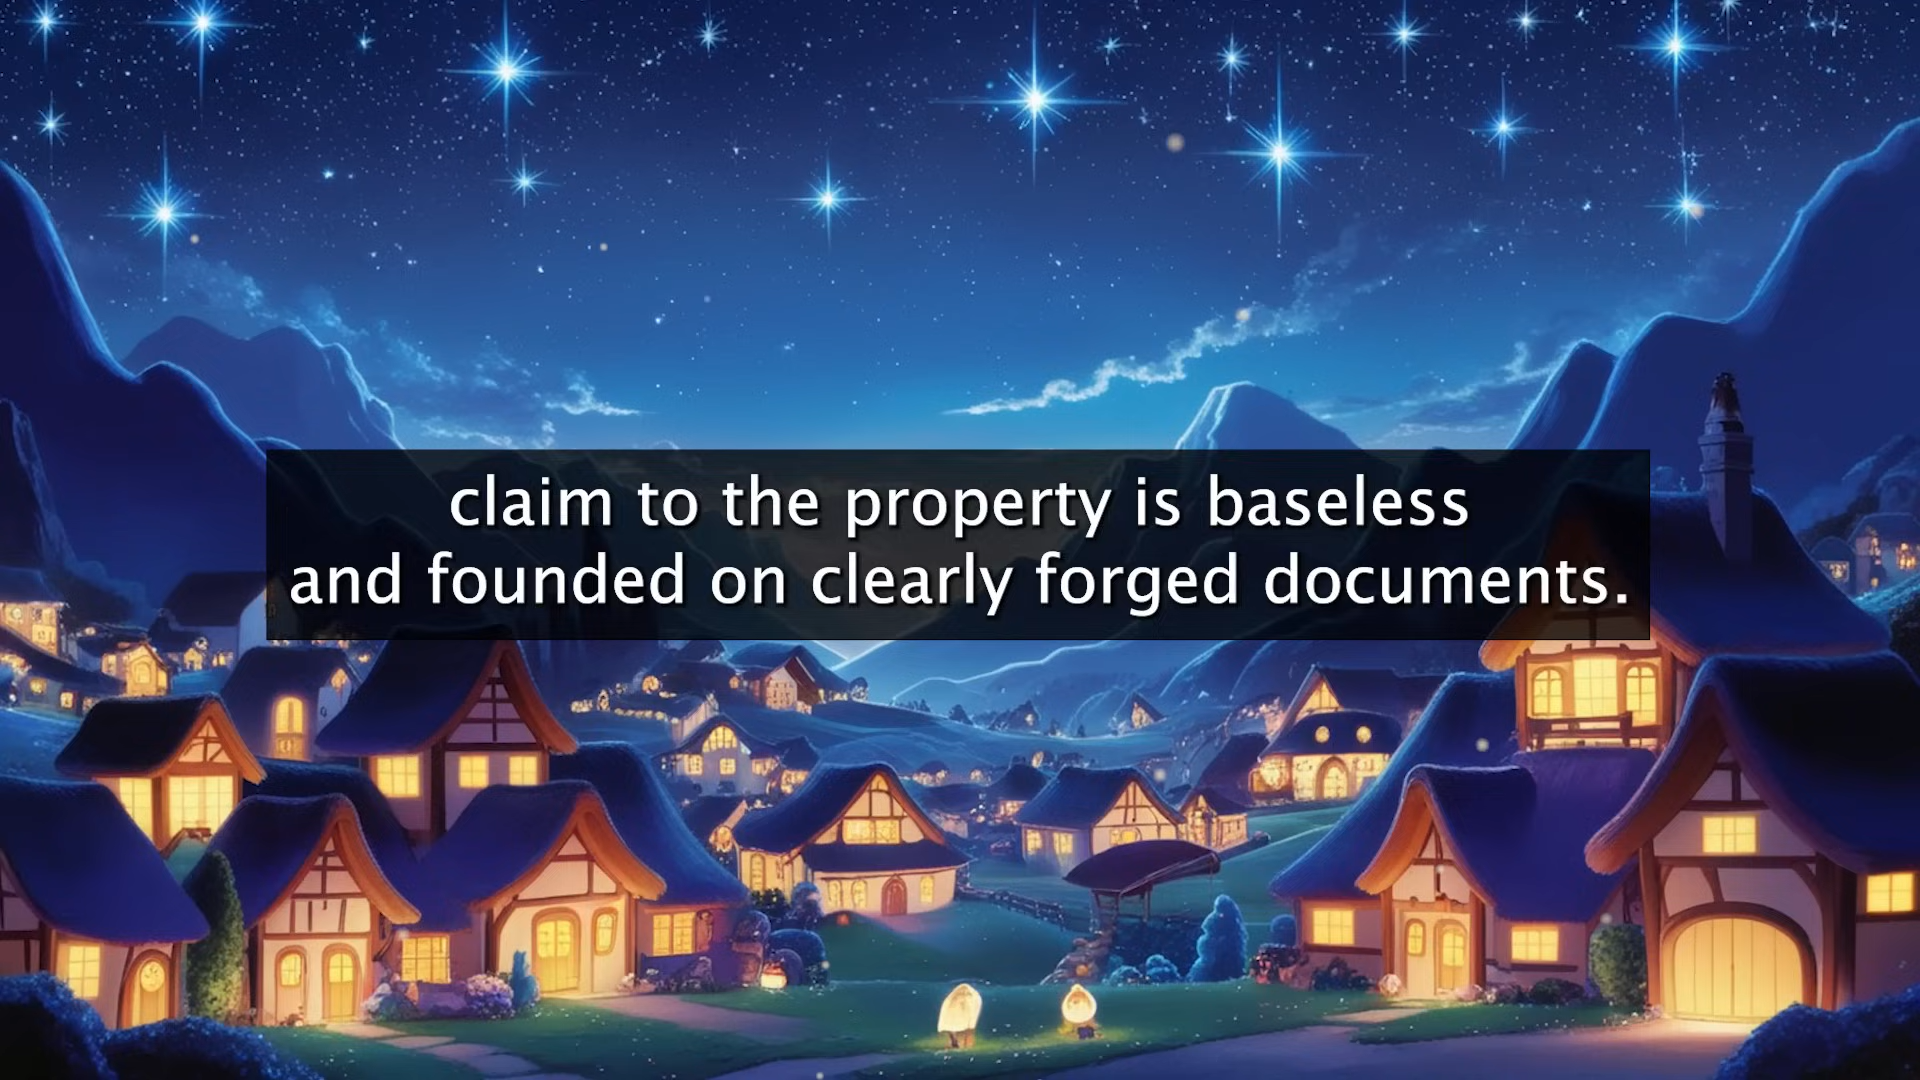 claim to the property is baseless
and founded on clearly forged documents.